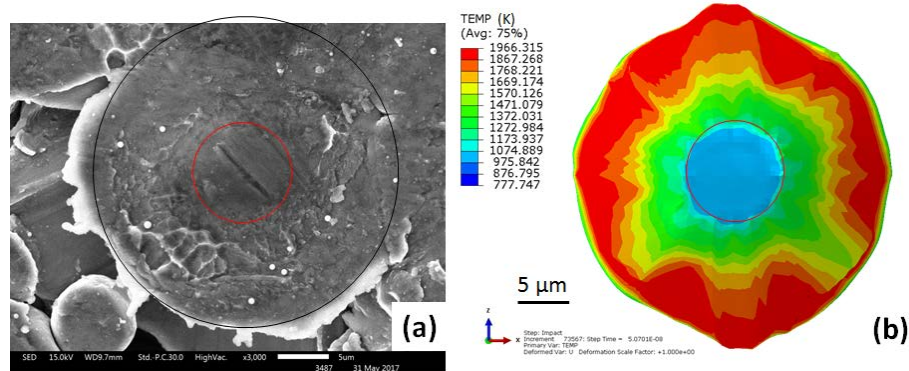 TEMP (K)
(Avg: 75%)
1966.315
1867.268
1768.221
1669.174
1570.126
1471.079
1372.031
1272.984
1173.937
1074.889
975.842
876.795
777.747
5 µm
z
x
Step: Impact
Increment 73567: Step Time = 5.0701E-08
Primary Var: TEMP
Deformed Var: U Deformation Scale Factor: +1.000e+00
(a)
(b)
SED 15.0kV WD9.7mm Std.-P.C.30.0 HighVac. x3,000 5um
3487 31 May 2017